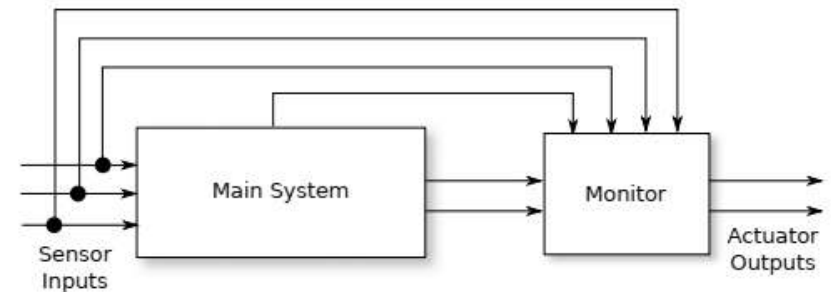 Main System
Monitor
Sensor
Inputs
Actuator
Outputs